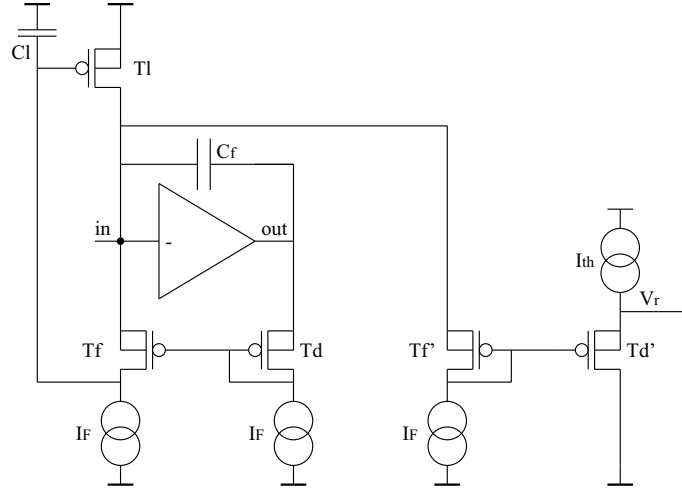 Cl
Tl
Cf
in
-
out
Ith
Vr
Tf
Td
Tf’
Td’
IF
IF
IF